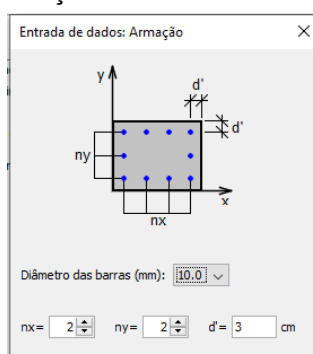 Entrada de dados: Armação
y
d'
d'
ny
x
nx
Diâmetro das barras (mm): 10.0
nx= 2 ny= 2 d'= 3 cm